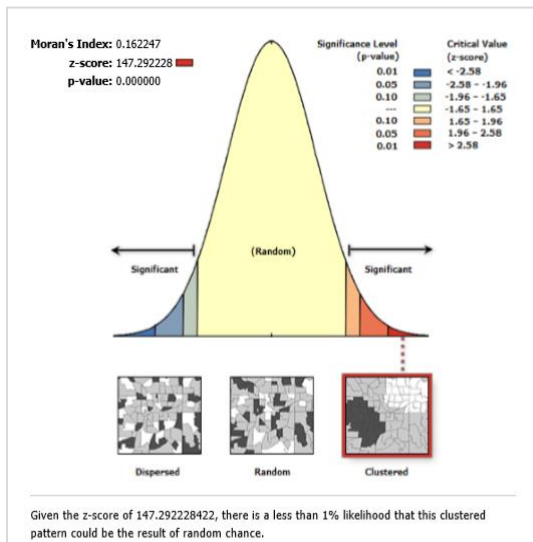 Moran's Index: 0.162247
z-score: 147.292228
p-value: 0.000000
Significance Level
(p-value)
Critical Value
(z-score)
0.01 < -2.58
0.05 -2.58 – -1.96
0.10 -1.96 – -1.65
--- -1.65 – 1.65
0.10 1.65 – 1.96
0.05 1.96 – 2.58
0.01 > 2.58
(Random)
Significant
Significant
Dispersed
Random
Clustered
Given the z-score of 147.292228422, there is a less than 1% likelihood that this clustered
pattern could be the result of random chance.